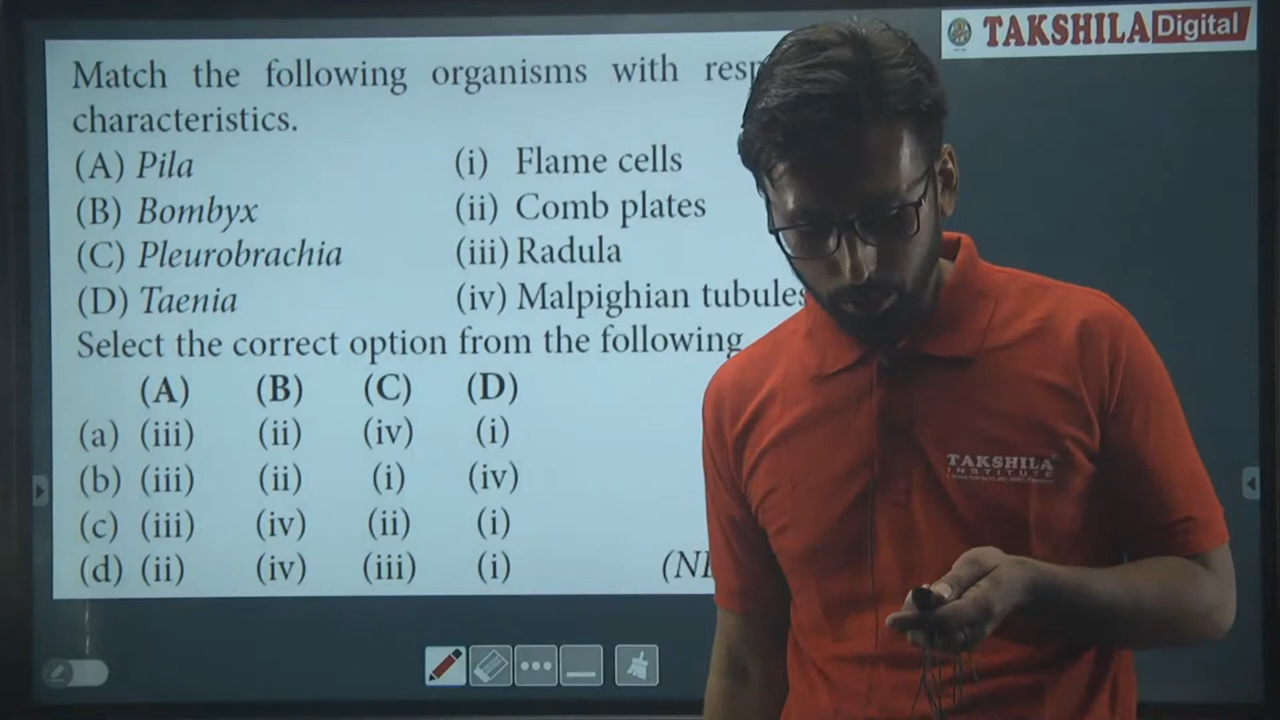 TAKSHILA Digital
Match the following organisms with
characteristics.
(A) Pila (i) Flame cells
(B) Bombyx (ii) Comb plates
(C) Pleurobrachia (iii) Radula
(D) Taenia (iv) Malpighian tubules
Select the correct option from the following
(A) (B) (C) (D)
(a) (iii) (ii) (iv) (i)
(b) (iii) (ii) (i) (iv)
(c) (iii) (iv) (ii) (i)
(d) (ii) (iv) (iii) (i)
TAKSHILA
INSTITUTE